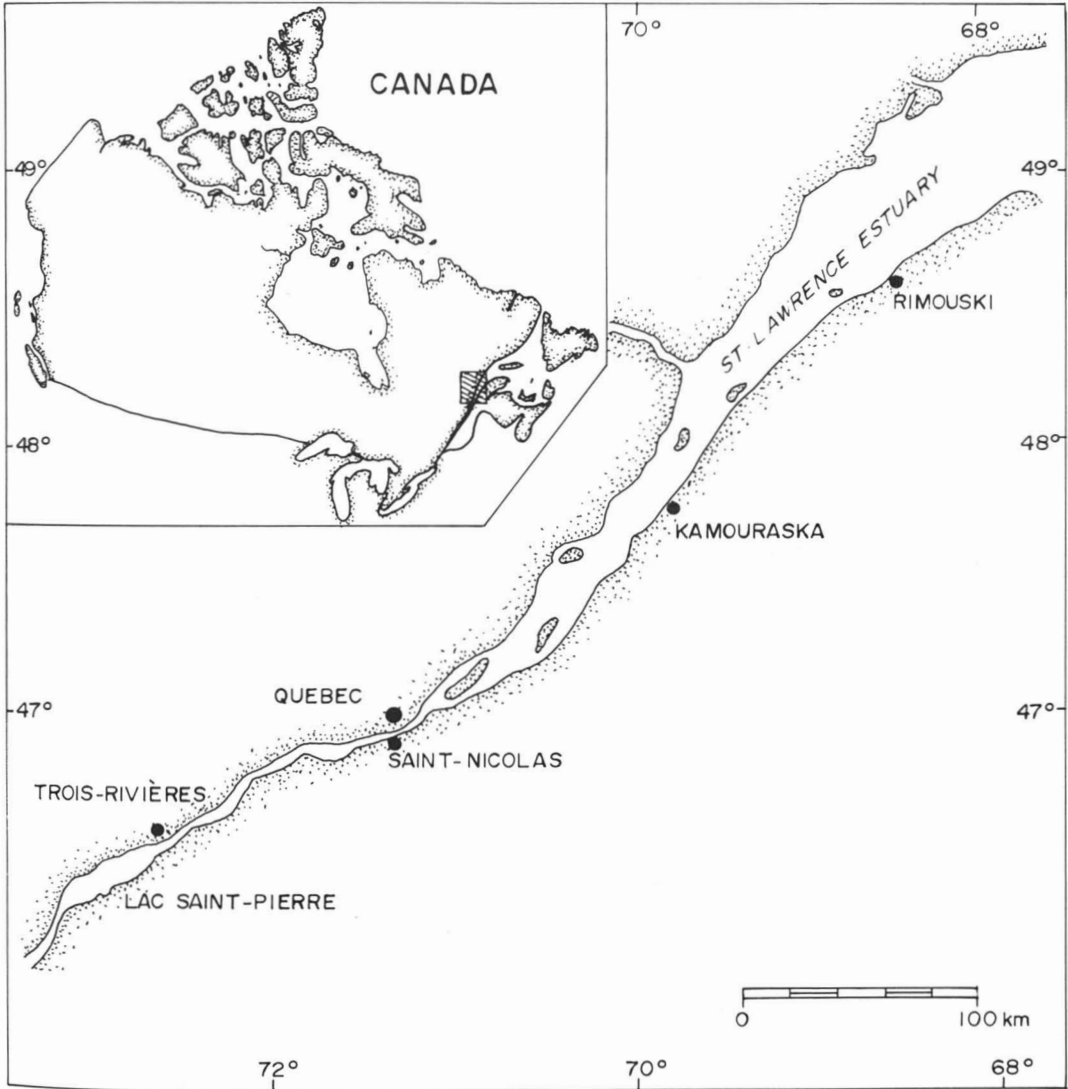 70°
68°
CANADA
49°
49°
ST-LAWRENCE ESTUARY
RIMOUSKI
48°
48°
KAMOURASKA
QUEBEC
47°
47°
SAINT-NICOLAS
TROIS-RIVIÈRES
LAC SAINT-PIERRE
0
100 km
72°
70°
68°